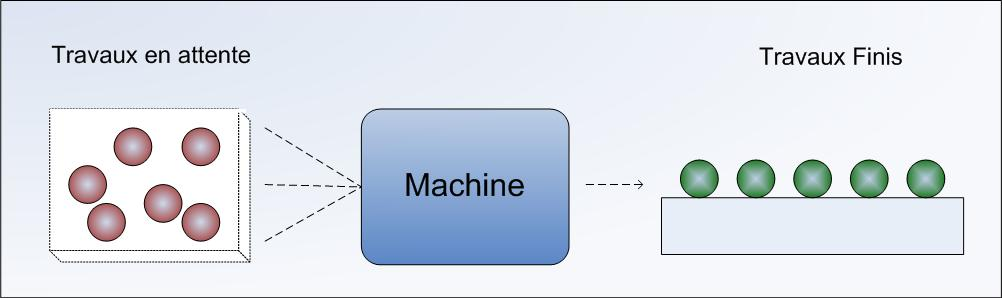 Travaux en attente
Travaux Finis
Machine